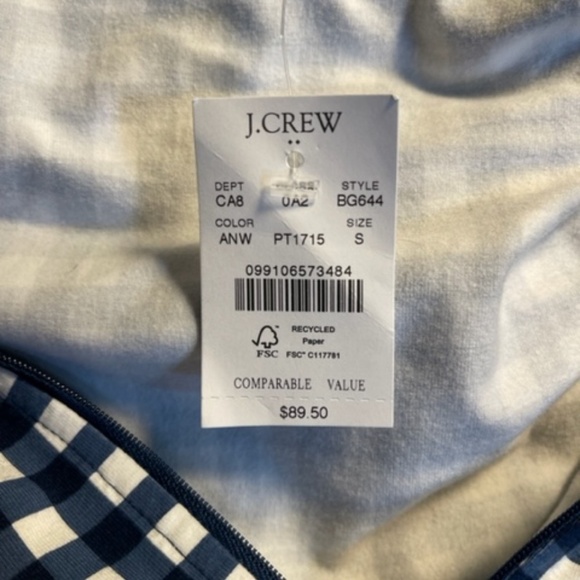 J.CREW
DEPT CLASS STYLE
CA8 0A2 BG644
COLOR SIZE
ANW PT1715 S
099106573484
RECYCLED
Paper
FSC FSC® C117781
COMPARABLE VALUE
$89.50